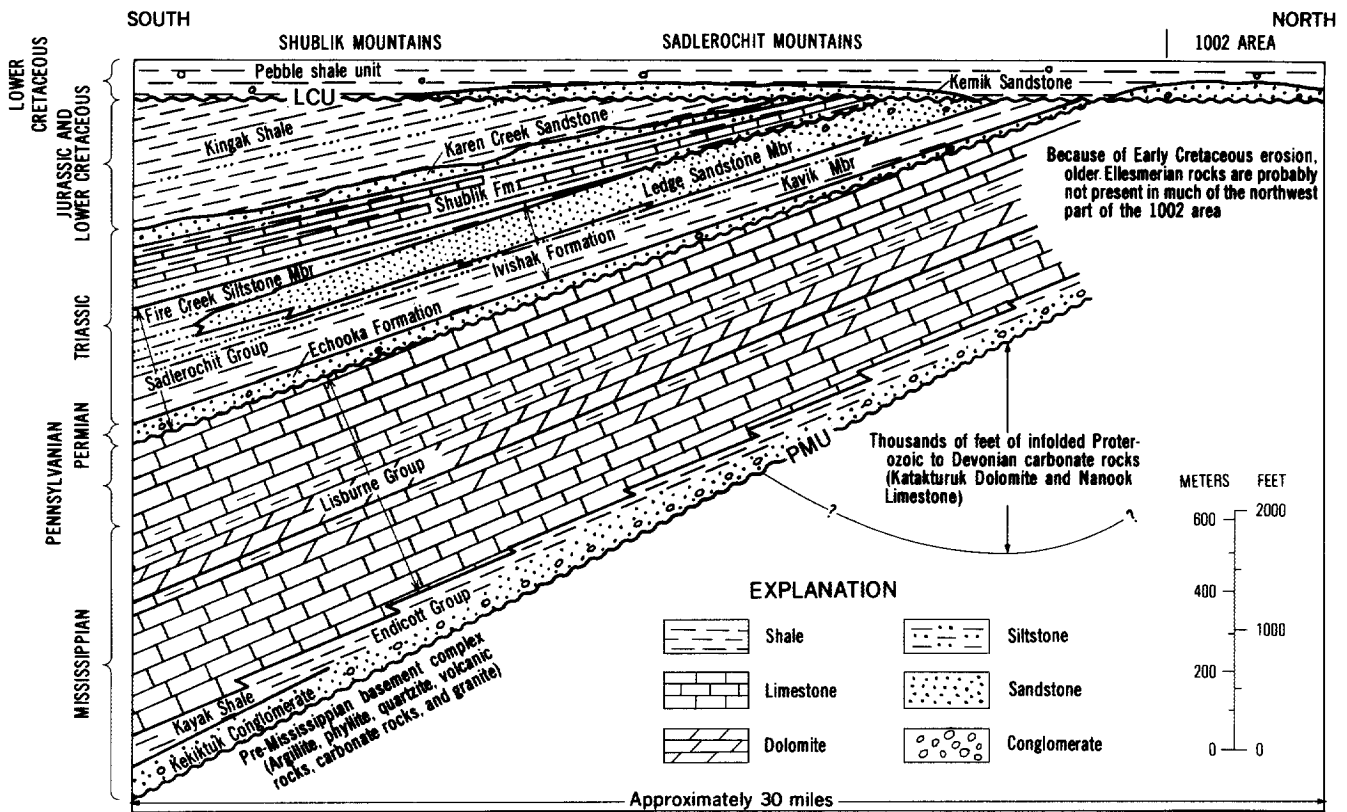 SOUTH
NORTH
SHUBLIK MOUNTAINS
SADLEROCHIT MOUNTAINS
1002 AREA
LOWER
CRETACEOUS
JURASSIC AND
LOWER CRETACEOUS
TRIASSIC
PERMIAN
PENNSYLVANIAN
MISSISSIPPIAN
Pebble shale unit
Kemik Sandstone
LCU
Kingak Shale
Karen Creek Sandstone
Shublik Fm
Ledge Sandstone Mbr
Kavik Mbr
Ivishak Formation
Fire Creek Siltstone Mbr
Sadlerochit Group
Echooka Formation
Because of Early Cretaceous erosion,
older Ellesmerian rocks are probably
not present in much of the northwest
part of the 1002 area
Lisburne Group
PMU
Thousands of feet of infolded Proter-
ozoic to Devonian carbonate rocks
(Katakturuk Dolomite and Nanook
Limestone)
?
?
Endicott Group
Kayak Shale
Kekiktuk Conglomerate
Pre-Mississippian basement complex
(Argillite, phyllite, quartzite, volcanic
rocks, carbonate rocks, and granite)
METERS FEET
600 2000
400
1000
200
0 0
EXPLANATION
Shale
Siltstone
Limestone
Sandstone
Dolomite
Conglomerate
Approximately 30 miles